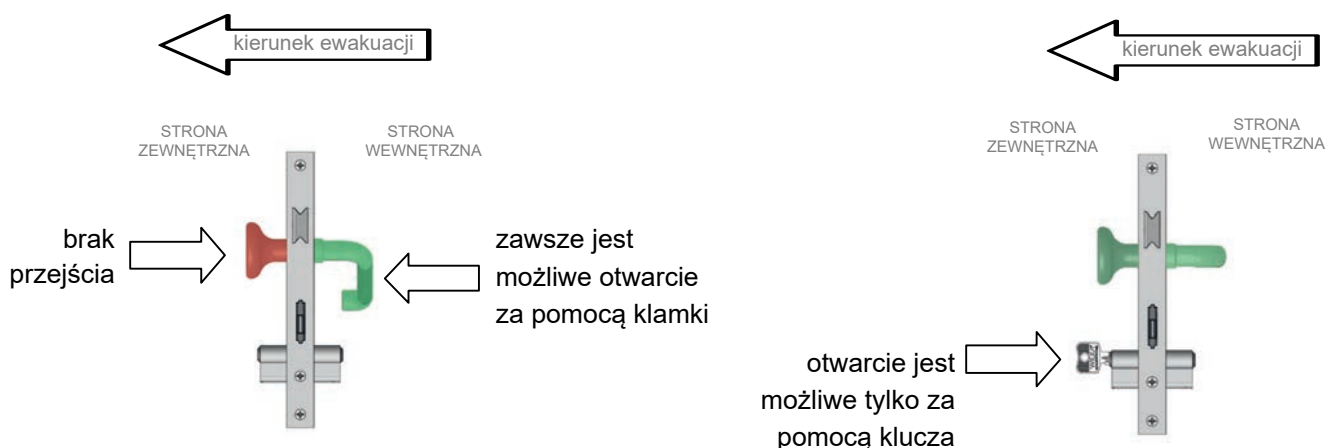 kierunek ewakuacji
STRONA
ZEWNĘTRZNA
STRONA
WEWNĘTRZNA
brak
przejścia
zawsze jest
możliwe otwarcie
za pomocą klamki
kierunek ewakuacji
STRONA
ZEWNĘTRZNA
STRONA
WEWNĘTRZNA
otwarcie jest
możliwe tylko za
pomocą klucza